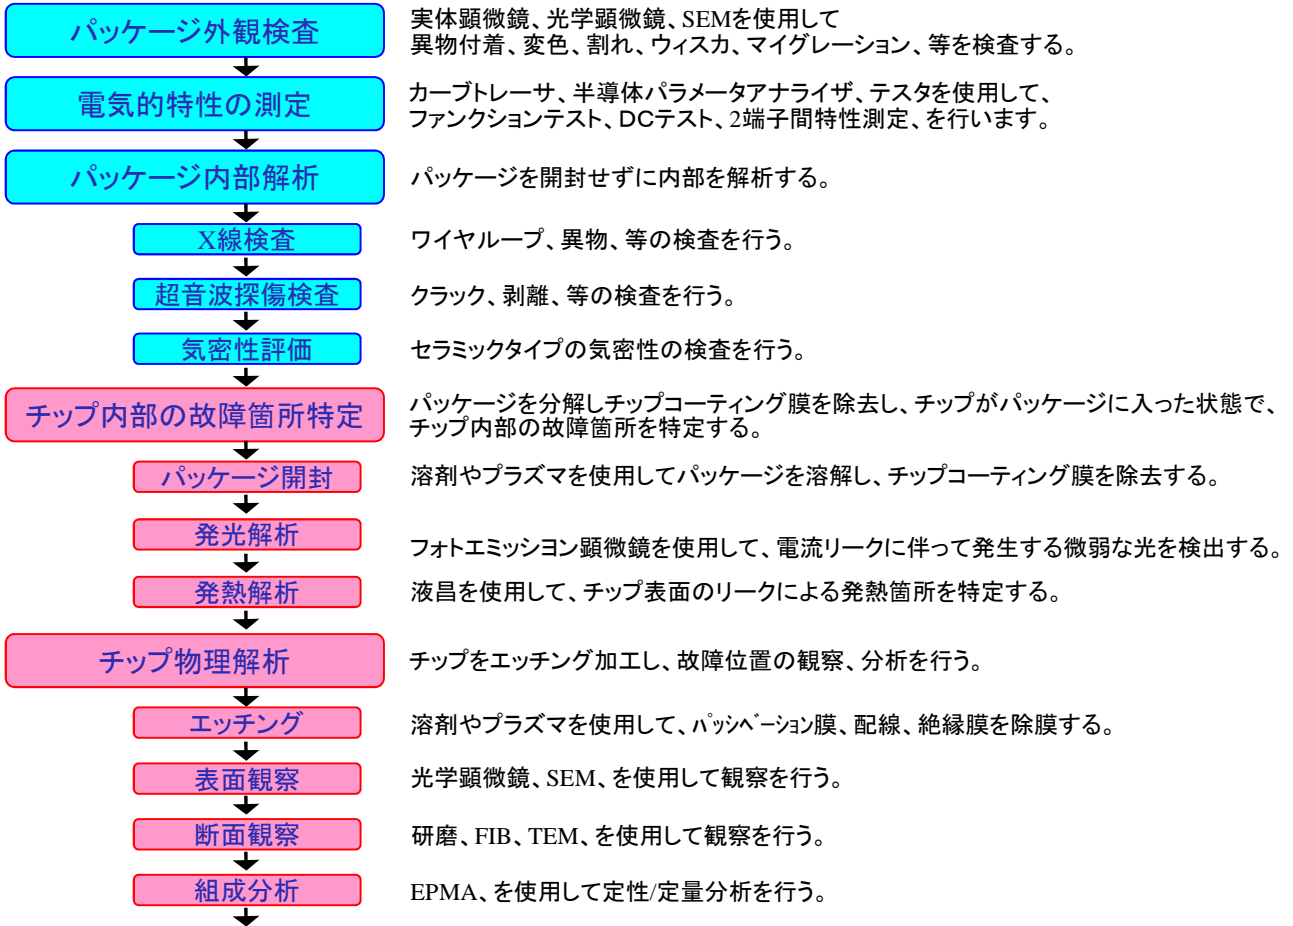 パッケージ外観検査
実体顕微鏡、光学顕微鏡、SEMを使用して
異物付着、変色、割れ、ウィスカ、マイグレーション、等を検査する。
電気的特性の測定
カーブトレーサ、半導体パラメータアナライザ、テスタを使用して、
ファンクションテスト、DCテスト、2端子間特性測定、を行います。
パッケージ内部解析
パッケージを開封せずに内部を解析する。
X線検査
ワイヤループ、異物、等の検査を行う。
超音波探傷検査
クラック、剥離、等の検査を行う。
気密性評価
セラミックタイプの気密性の検査を行う。
チップ内部の故障箇所特定
パッケージを分解しチップコーティング膜を除去し、チップがパッケージに入った状態で、
チップ内部の故障箇所を特定する。
パッケージ開封
溶剤やプラズマを使用してパッケージを溶解し、チップコーティング膜を除去する。
発光解析
フォトエミッシヨン顕微鏡を使用して、電流リークに伴って発生する微弱な光を検出する。
発熱解析
液昌を使用して、チップ表面のリークによる発熱箇所を特定する。
チップ物理解析
チップをエッチング加工し、故障位置の観察、分析を行う。
エッチング
溶剤やプラズマを使用して、ﾊﾟッシﾍﾞーション膜、配線、絶縁膜を除膜する。
表面観察
光学顕微鏡、SEM、を使用して観察を行う。
断面観察
研磨、FIB、TEM、を使用して観察を行う。
組成分析
EPMA、を使用して定性/定量分析を行う。